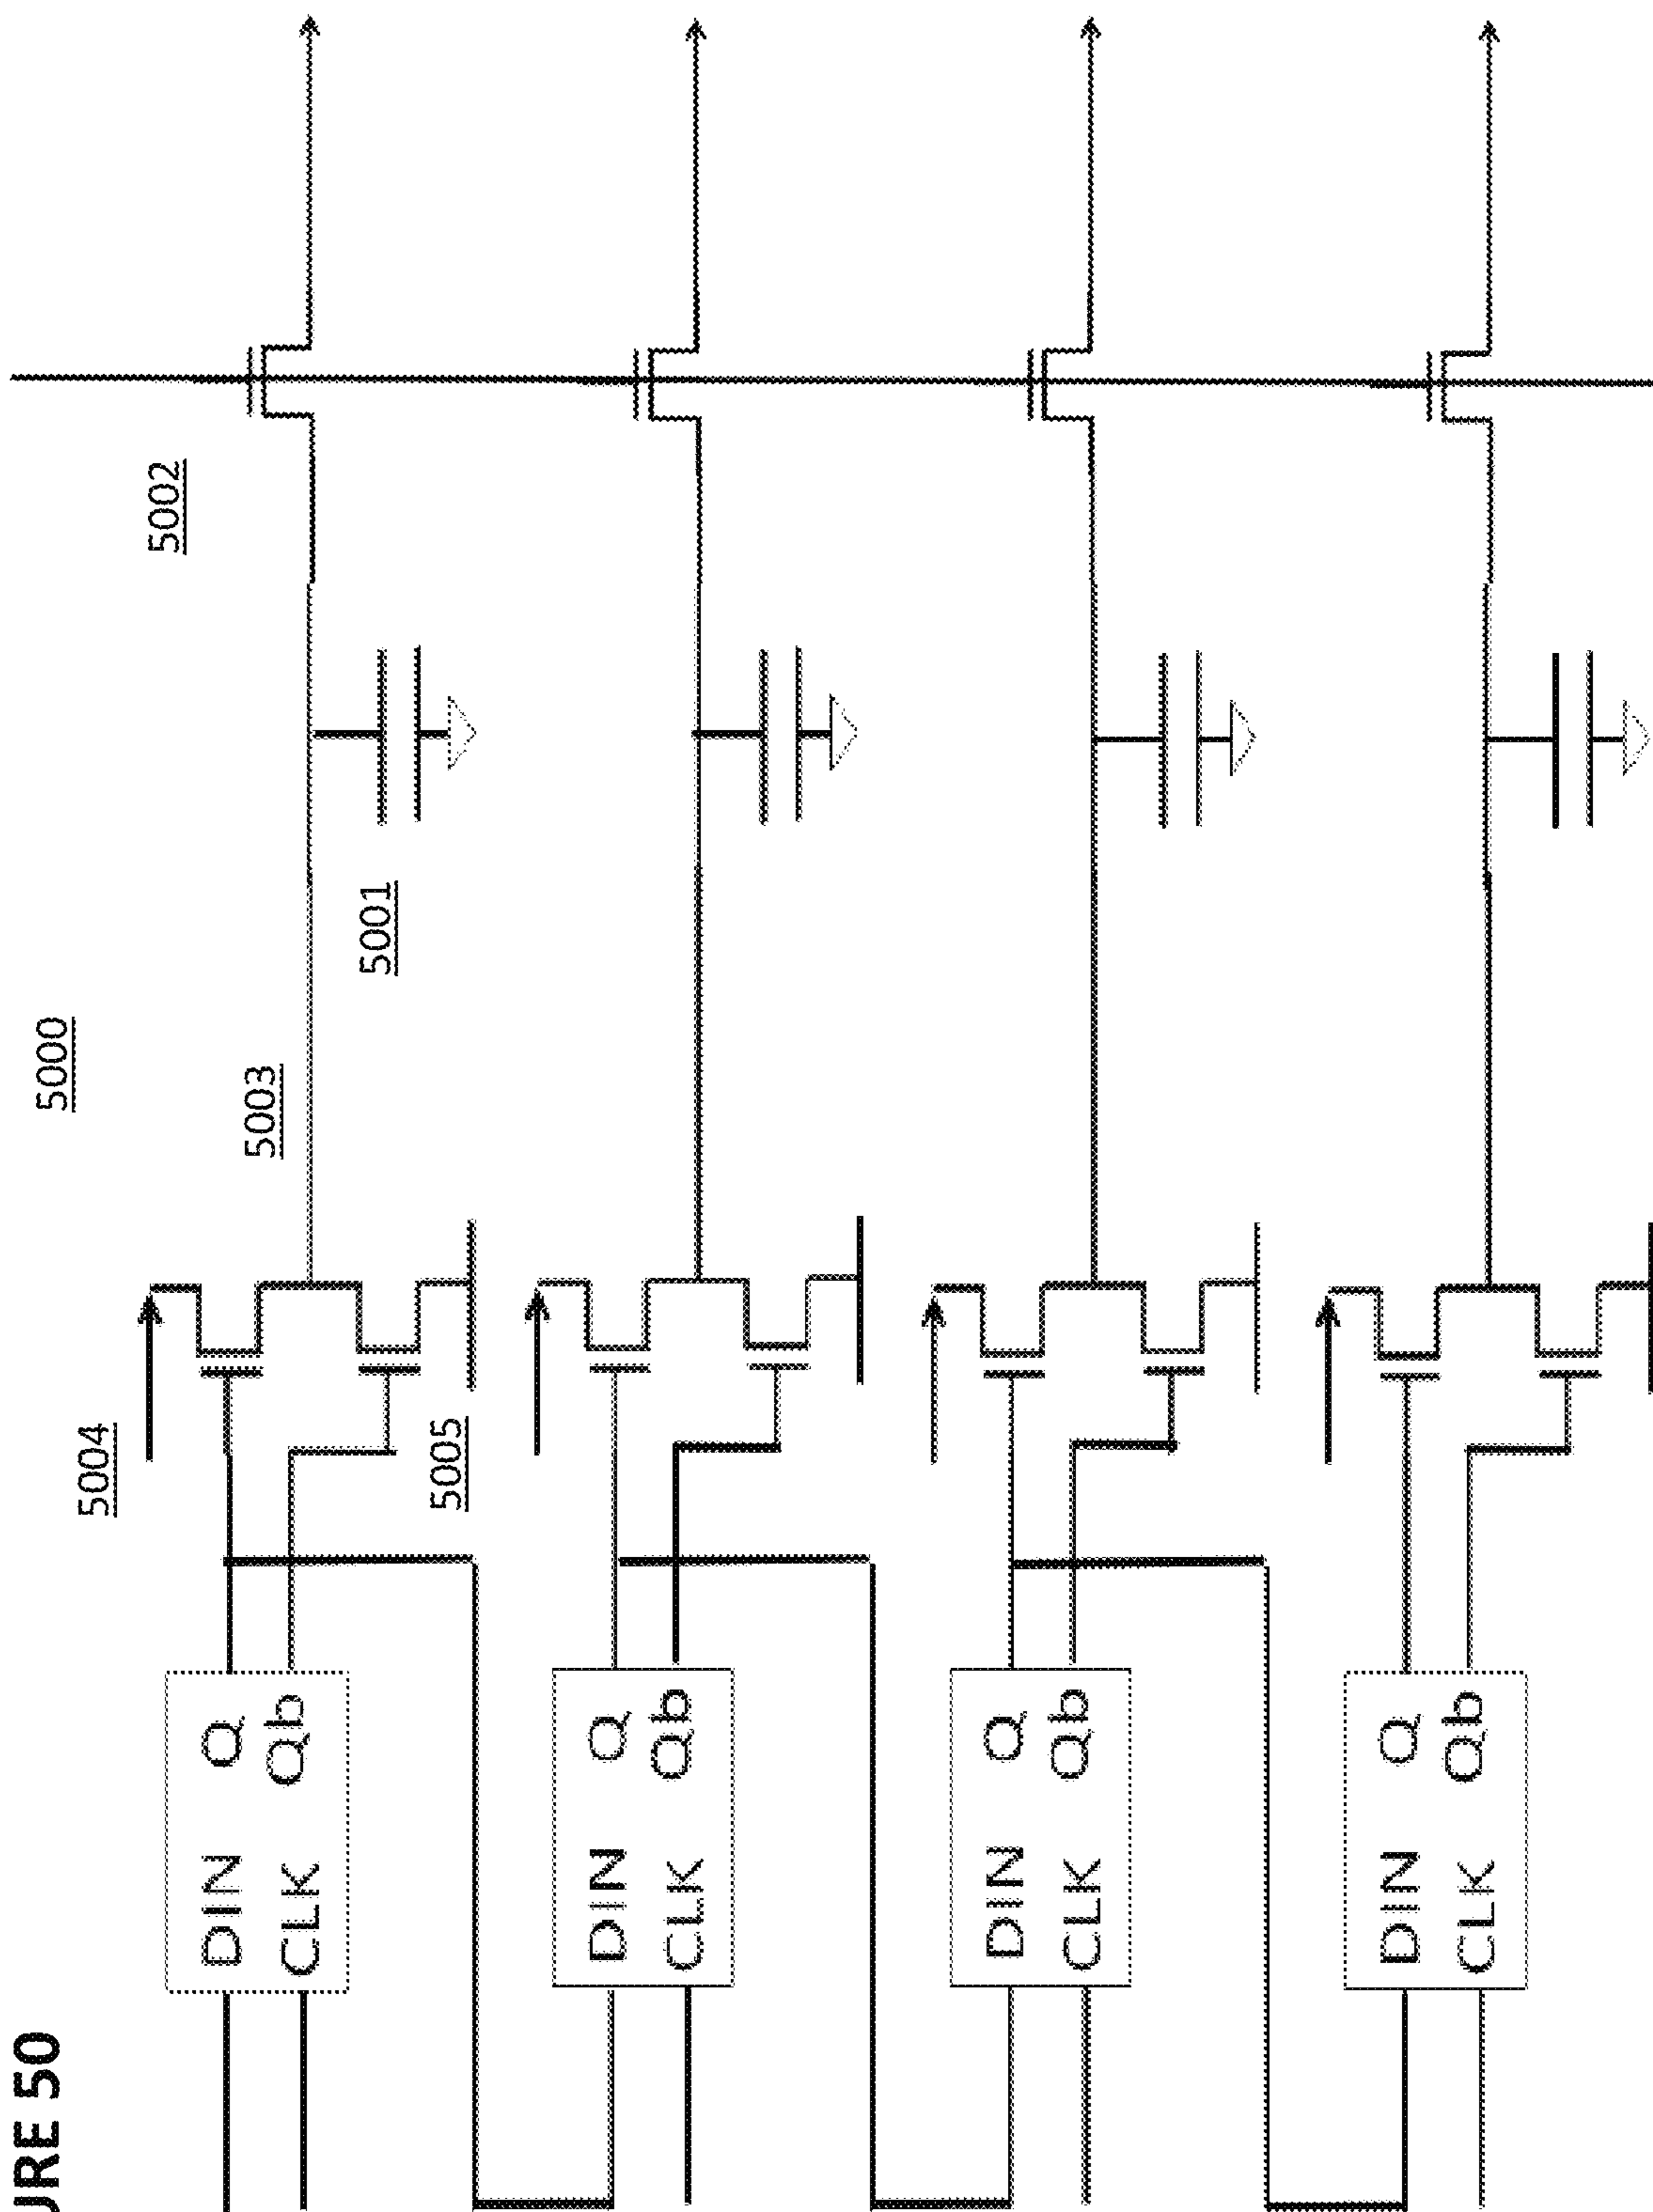 URE 50
5000
5004
5003
5002
5001
5005
DIN Q
CLK Qb
DIN Q
CLK Qb
DIN Q
CLK Qb
DIN Q
CLK Qb